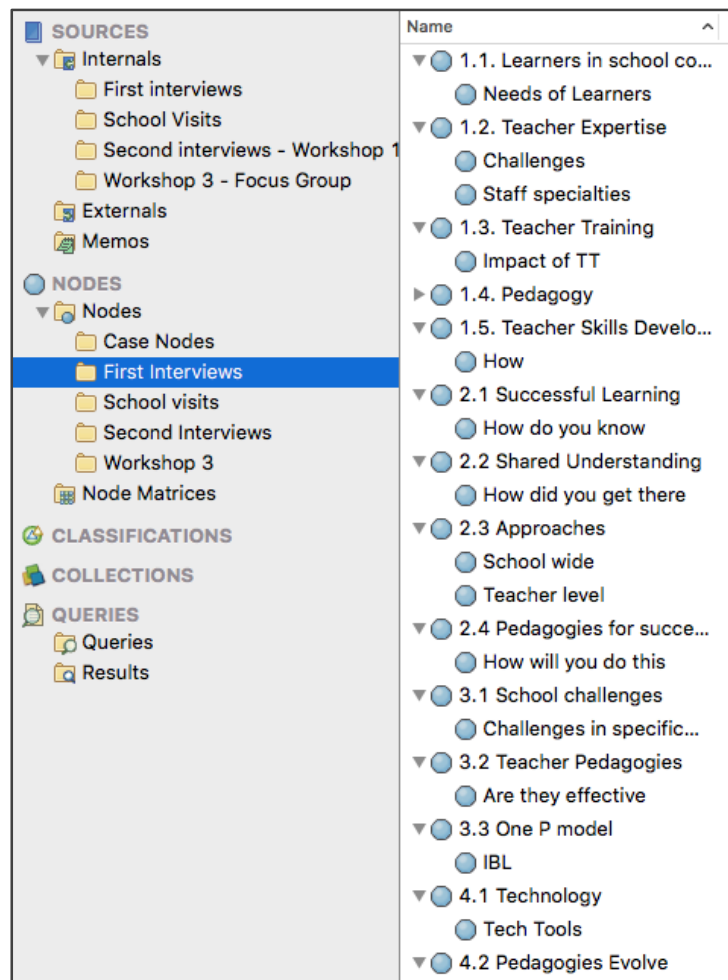 SOURCES
Internals
First interviews
School Visits
Second interviews - Workshop 1
Workshop 3 - Focus Group
Externals
Memos
NODES
Nodes
Case Nodes
First Interviews
School visits
Second Interviews
Workshop 3
Node Matrices
CLASSIFICATIONS
COLLECTIONS
QUERIES
Queries
Results
Name
1.1. Learners in school co...
Needs of Learners
1.2. Teacher Expertise
Challenges
Staff specialties
1.3. Teacher Training
Impact of TT
1.4. Pedagogy
1.5. Teacher Skills Develo...
How
2.1 Successful Learning
How do you know
2.2 Shared Understanding
How did you get there
2.3 Approaches
School wide
Teacher level
2.4 Pedagogies for succe...
How will you do this
3.1 School challenges
Challenges in specific...
3.2 Teacher Pedagogies
Are they effective
3.3 One P model
IBL
4.1 Technology
Tech Tools
4.2 Pedagogies Evolve